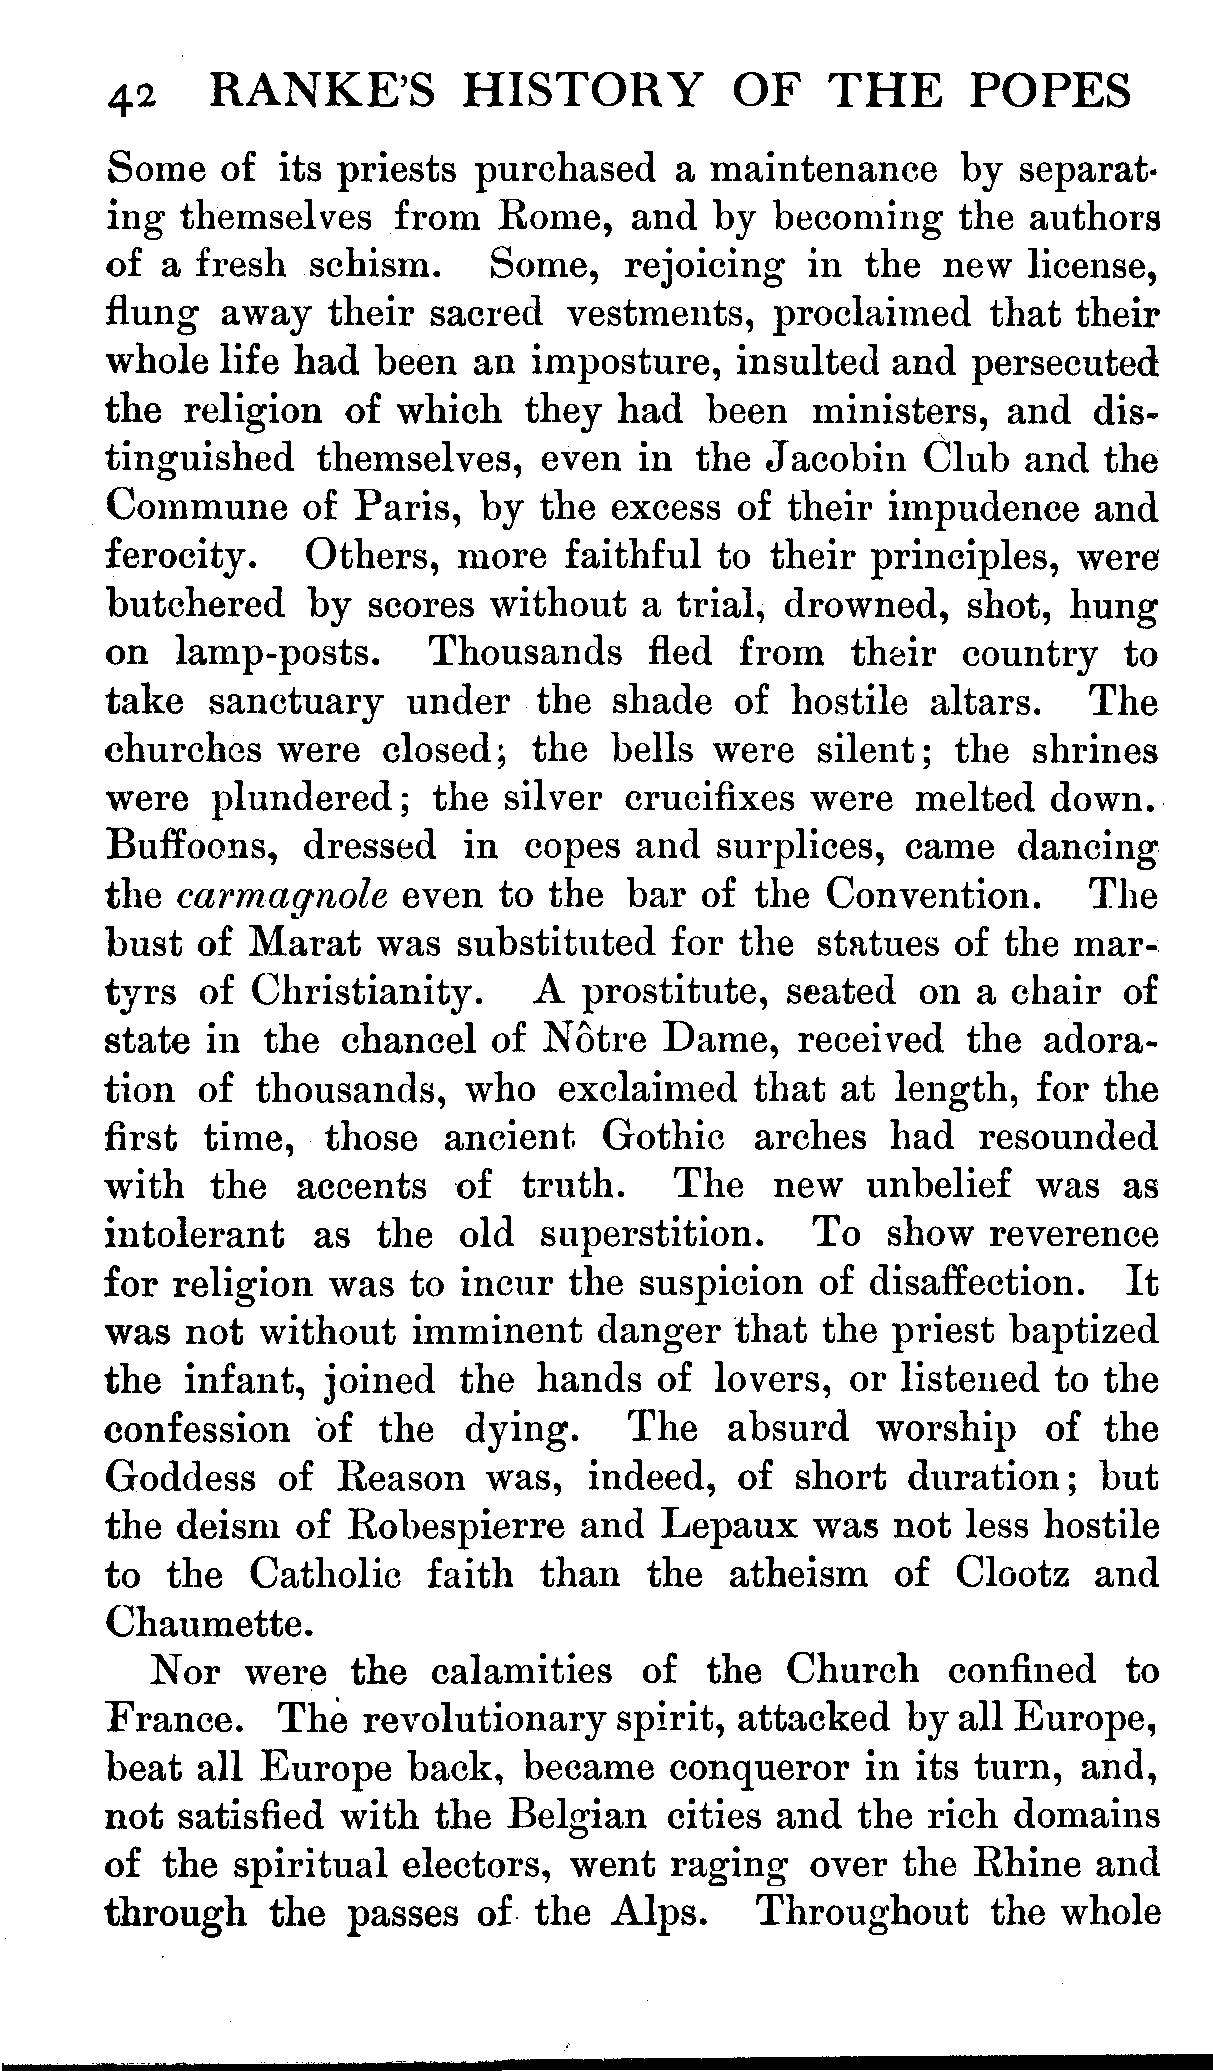 42 RANKE'S HISTORY OF THE POPES
Some of its priests purchased a maintenance by separat-
ing themselves from Rome, and by becoming the authors
of a fresh schism. Some, rejoicing in the new license,
flung away their sacred vestments, proclaimed that their
whole life had been an imposture, insulted and persecuted
the religion of which they had been ministers, and dis-
tinguished themselves, even in the Jacobin Club and the
Commune of Paris, by the excess of their impudence and
ferocity. Others, more faithful to their principles, were
butchered by scores without a trial, drowned, shot, hung
on lamp-posts. Thousands fled from their country to
take sanctuary under the shade of hostile altars. The
churches were closed; the bells were silent; the shrines
were plundered; the silver crucifixes were melted down.
Buffoons, dressed in copes and surplices, came dancing
the carmagnole even to the bar of the Convention. The
bust of Marat was substituted for the statues of the mar-
tyrs of Christianity. A prostitute, seated on a chair of
state in the chancel of Nôtre Dame, received the adora-
tion of thousands, who exclaimed that at length, for the
first time, those ancient Gothic arches had resounded
with the accents of truth. The new unbelief was as
intolerant as the old superstition. To show reverence
for religion was to incur the suspicion of disaffection. It
was not without imminent danger that the priest baptized
the infant, joined the hands of lovers, or listened to the
confession of the dying. The absurd worship of the
Goddess of Reason was, indeed, of short duration; but
the deism of Robespierre and Lepaux was not less hostile
to the Catholic faith than the atheism of Clootz and
Chaumette.
Nor were the calamities of the Church confined to
France. The revolutionary spirit, attacked by all Europe,
beat all Europe back, became conqueror in its turn, and,
not satisfied with the Belgian cities and the rich domains
of the spiritual electors, went raging over the Rhine and
through the passes of the Alps. Throughout the whole